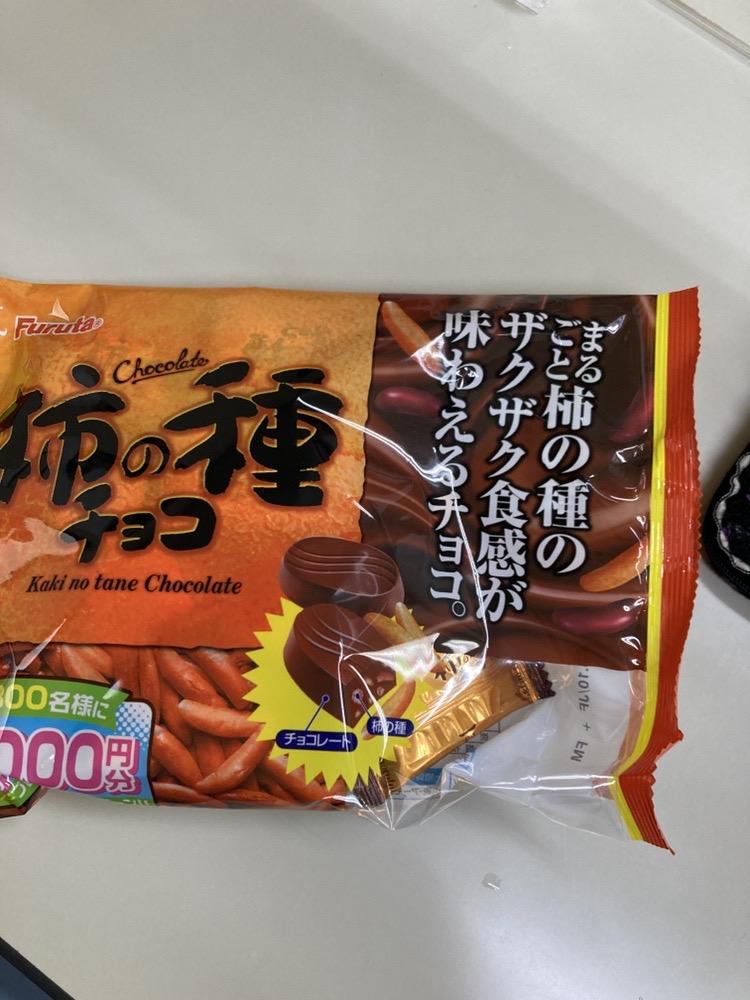 Furuta®
Chocolate
柿の種
チョコ
Kaki no tane Chocolate
まる
ごと柿の種の
ザクザク食感が
味わえるチョコ。
チョコレート
柿の種
300名様に
000円分